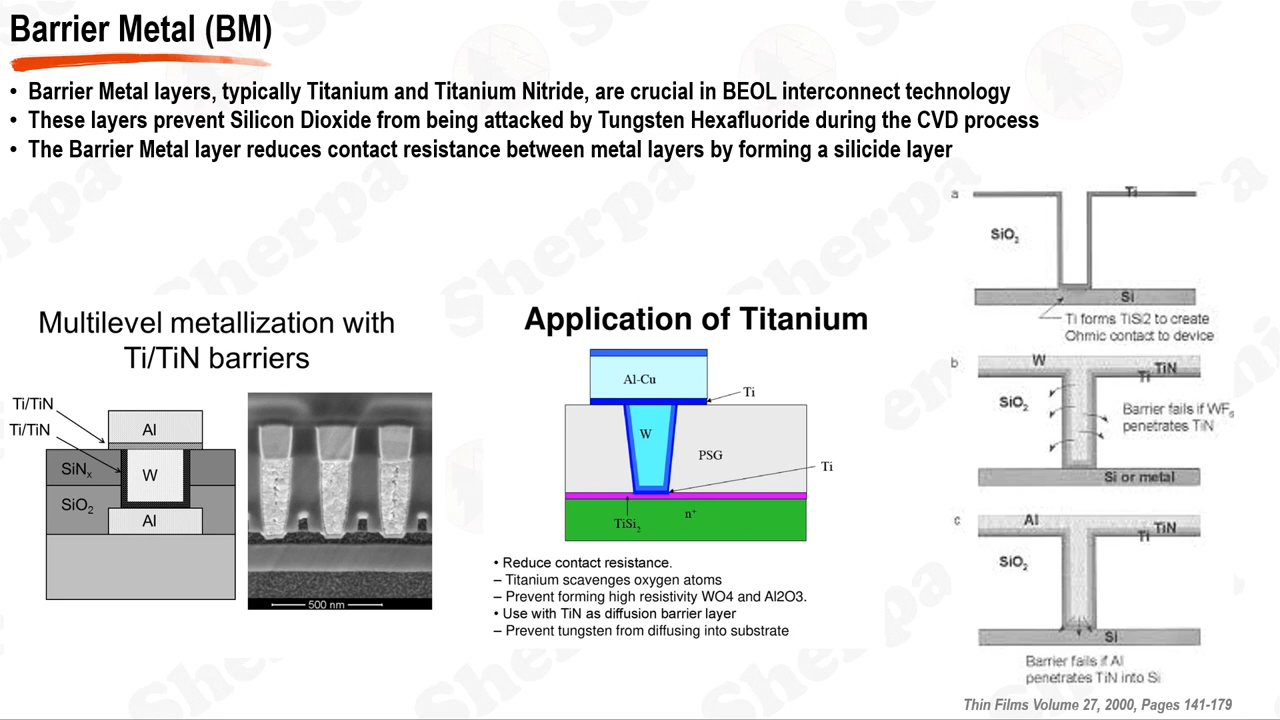 Barrier Metal (BM)
• Barrier Metal layers, typically Titanium and Titanium Nitride, are crucial in BEOL interconnect technology
• These layers prevent Silicon Dioxide from being attacked by Tungsten Hexafluoride during the CVD process
• The Barrier Metal layer reduces contact resistance between metal layers by forming a silicide layer
Multilevel metallization with
Ti/TiN barriers
Ti/TiN
Ti/TiN
Al
SiNx
W
SiO2
Al
500 nm
Application of Titanium
Al-Cu
Ti
W
PSG
Ti
TiSi2
n+
• Reduce contact resistance.
– Titanium scavenges oxygen atoms
– Prevent forming high resistivity WO4 and Al2O3.
• Use with TiN as diffusion barrier layer
– Prevent tungsten from diffusing into substrate
a
Ti
SiO2
Si
Ti forms TiSi2 to create
Ohmic contact to device
b
W
TiN
Ti
SiO2
Barrier fails if WF6
penetrates TiN
Si or metal
c
Al
TiN
Ti
SiO2
Si
Barrier fails if Al
penetrates TiN into Si
Thin Films Volume 27, 2000, Pages 141-179
Sherpa
Sherpa
Sherpa
Sherpa